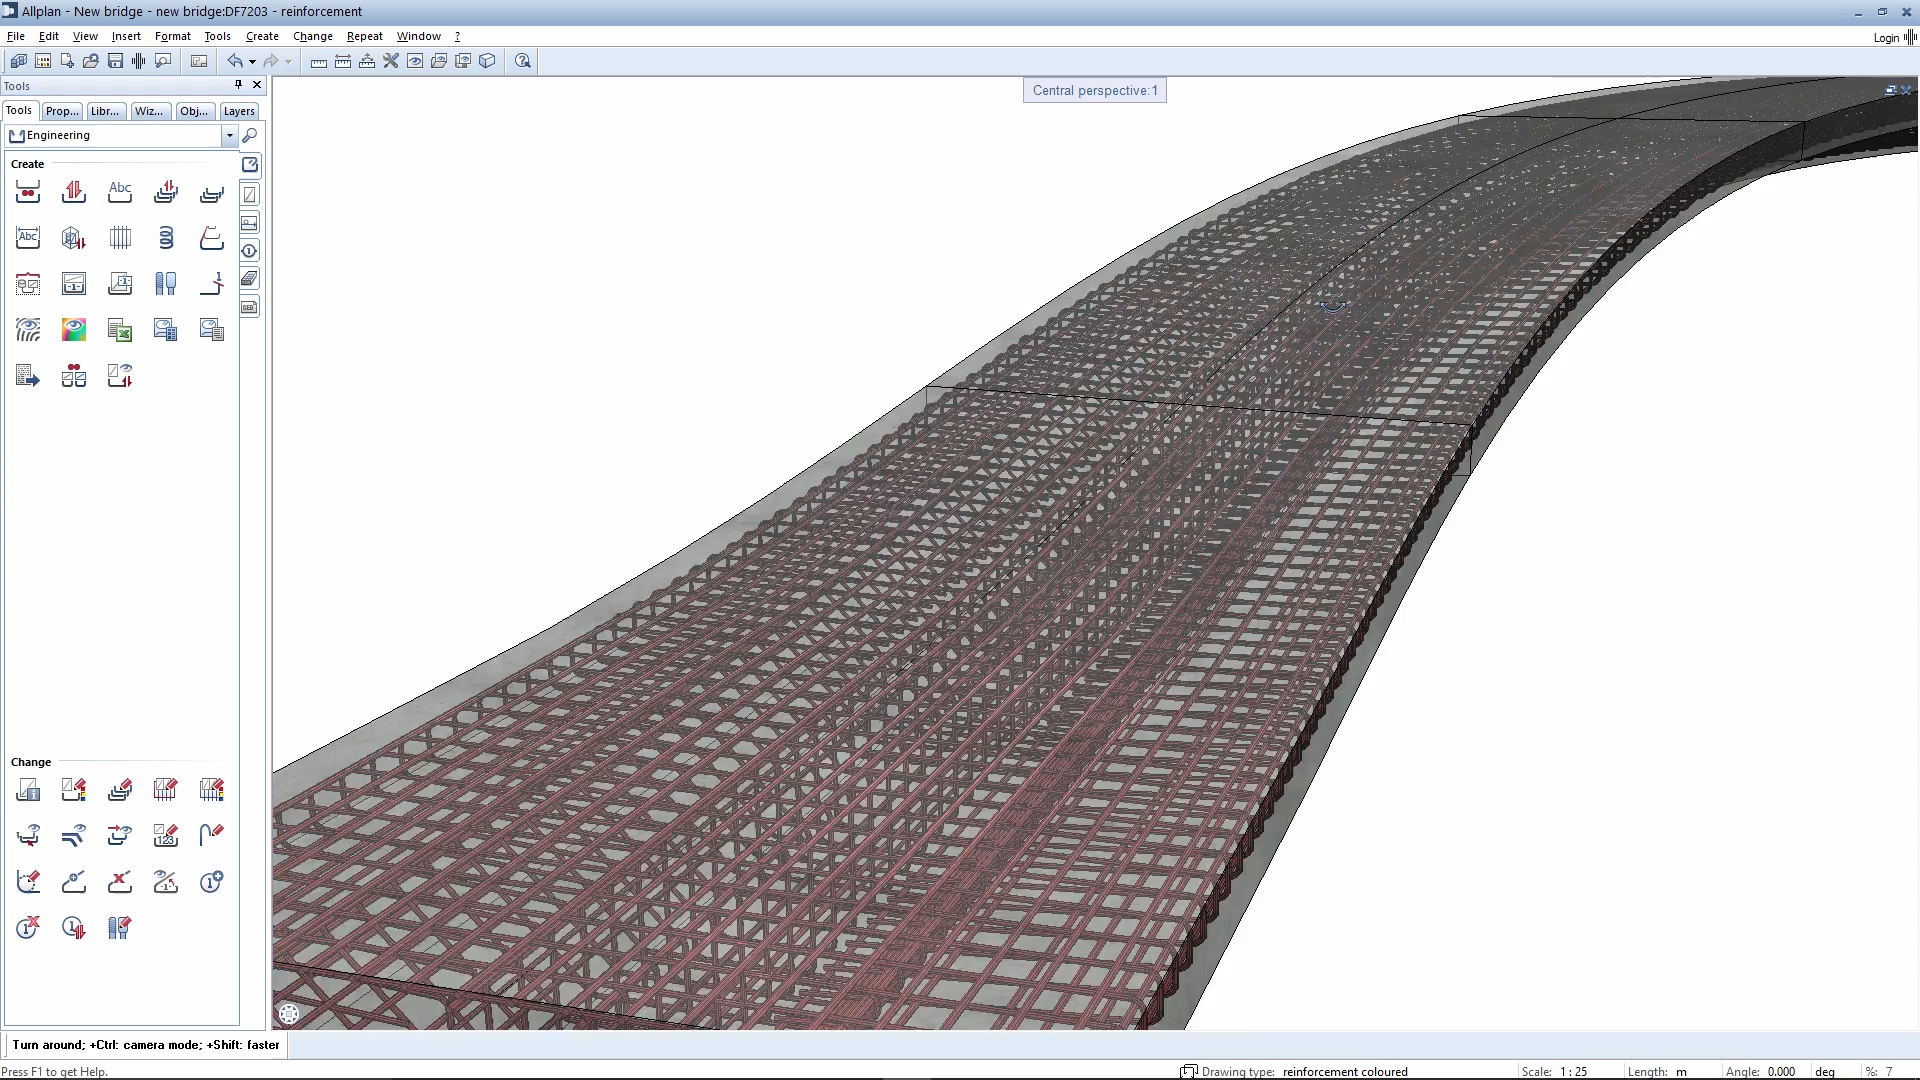 Allplan - New bridge - new bridge:DF7203 - reinforcement
File Edit View Insert Format Tools Create Change Repeat Window ?
Login
Tools
Central perspective:1
Tools Prop... Libr... Wiz... Obj... Layers
Engineering
Create
Abc
Abc
Change
123
Turn around; +Ctrl: camera mode; +Shift: faster
Press F1 to get Help.
Drawing type: reinforcement coloured
Scale: 1 : 25
Length: m
Angle: 0.000 deg
%: 7